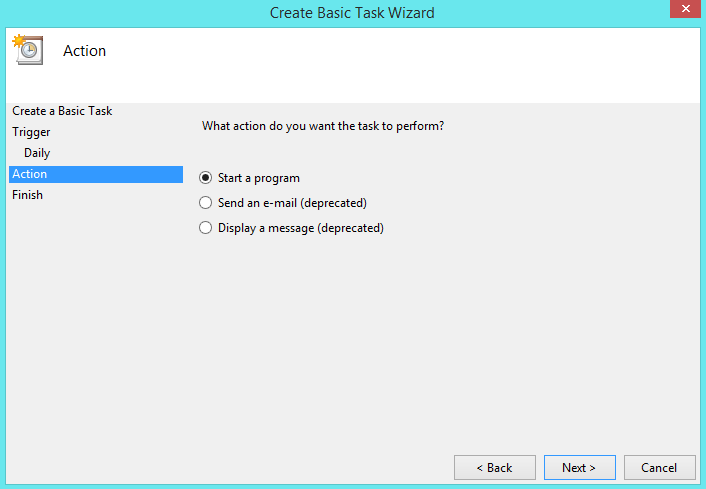 Create Basic Task Wizard
Action
Create a Basic Task
Trigger
Daily
Action
Finish
What action do you want the task to perform?
Start a program
Send an e-mail (deprecated)
Display a message (deprecated)
< Back
Next >
Cancel